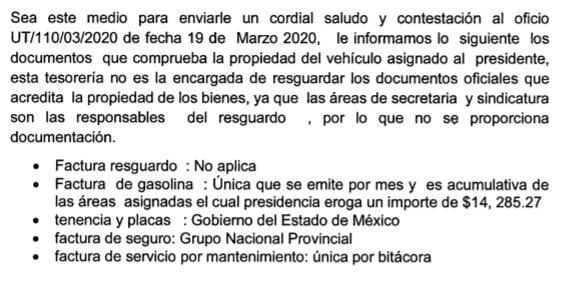 Sea este medio para enviarle un cordial saludo y contestación al oficio
UT/110/03/2020 de fecha 19 de Marzo 2020, le informamos lo siguiente los
documentos que comprueba la propiedad del vehículo asignado al presidente,
esta tesorería no es la encargada de resguardar los documentos oficiales que
acredita la propiedad de los bienes, ya que las áreas de secretaria y sindicatura
son las responsables del resguardo , por lo que no se proporciona
documentación.
• Factura resguardo : No aplica
• Factura de gasolina : Única que se emite por mes y es acumulativa de
las áreas asignadas el cual presidencia eroga un importe de $14, 285.27
• tenencia y placas : Gobierno del Estado de México
• factura de seguro: Grupo Nacional Provincial
• factura de servicio por mantenimiento: única por bitácora